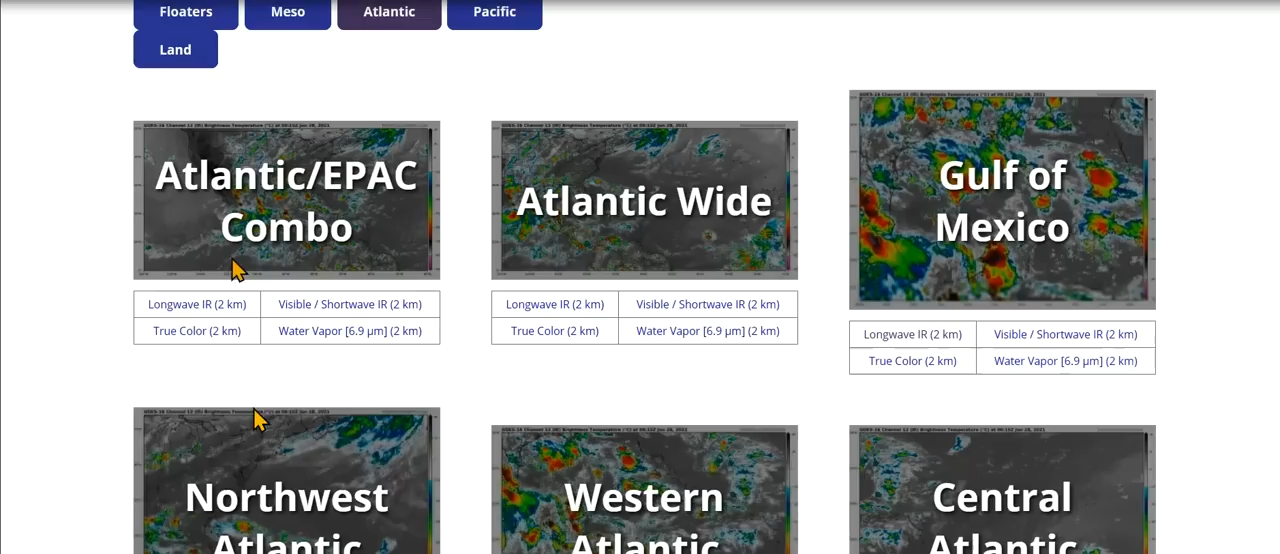 Floaters
Meso
Atlantic
Pacific
Land
Atlantic/EPAC
Combo
Longwave IR (2 km)
Visible / Shortwave IR (2 km)
True Color (2 km)
Water Vapor [6.9 µm] (2 km)
Atlantic Wide
Longwave IR (2 km)
Visible / Shortwave IR (2 km)
True Color (2 km)
Water Vapor [6.9 µm] (2 km)
Gulf of
Mexico
Longwave IR (2 km)
Visible / Shortwave IR (2 km)
True Color (2 km)
Water Vapor [6.9 µm] (2 km)
Northwest
Atlantic
Western
Atlantic
Central
Atlantic